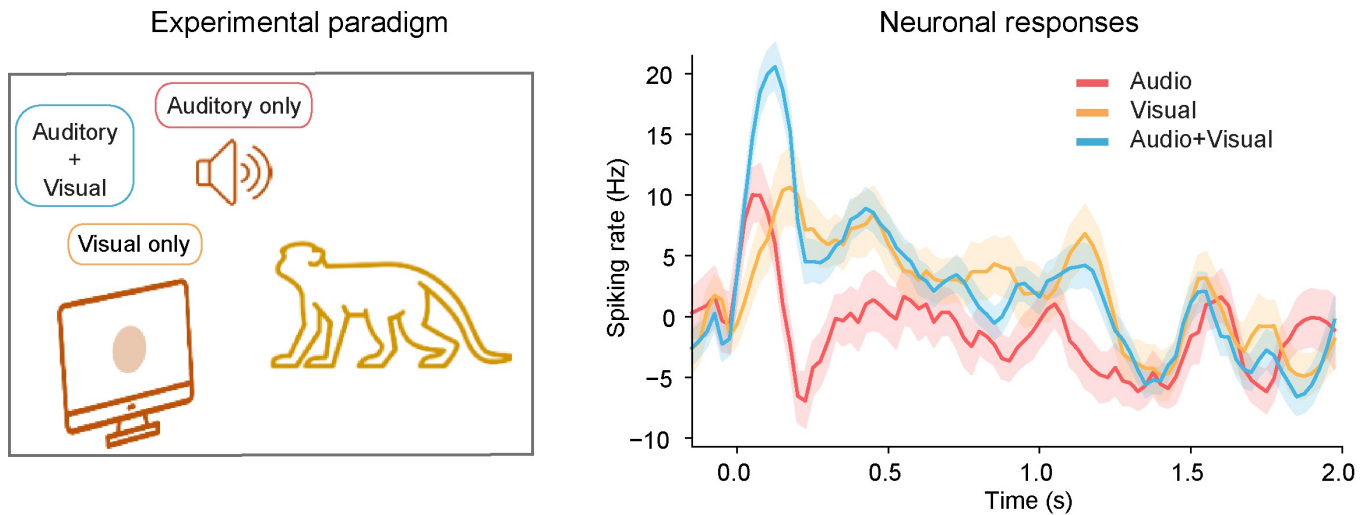 Experimental paradigm
Auditory only
Auditory
+
Visual
Visual only
Neuronal responses
Audio
Visual
Audio+Visual
Spiking rate (Hz)
20
15
10
5
0
−5
−10
0.0
0.5
1.0
1.5
2.0
Time (s)